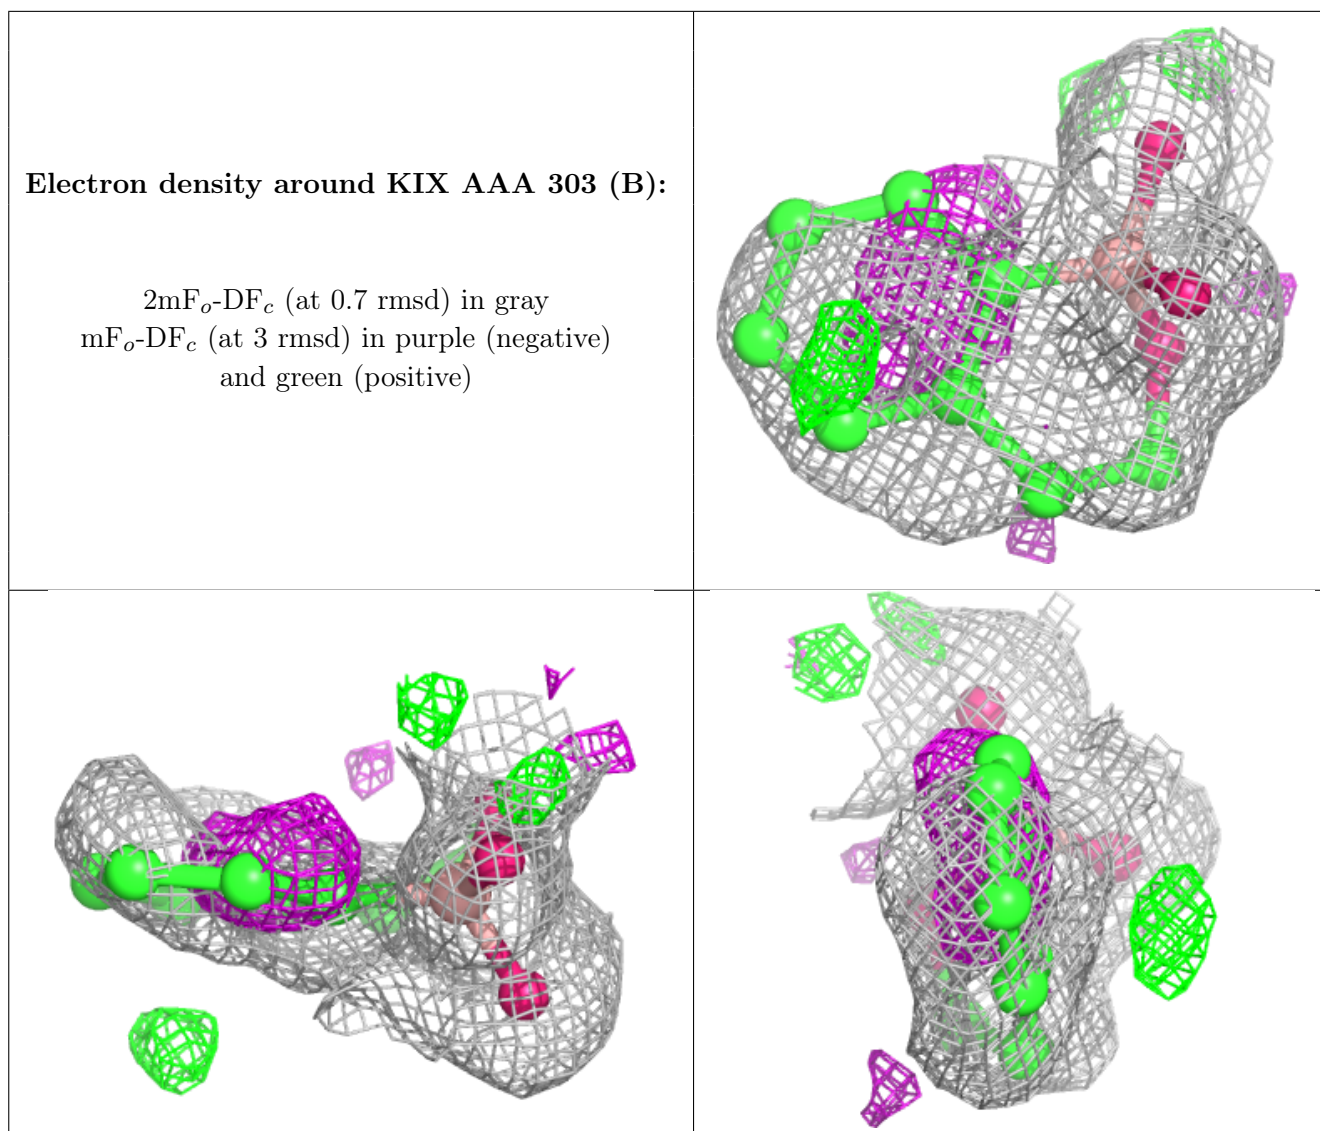 Electron density around KIX AAA 303 (B):
2mFo-DFc (at 0.7 rmsd) in gray
mFo-DFc (at 3 rmsd) in purple (negative)
and green (positive)